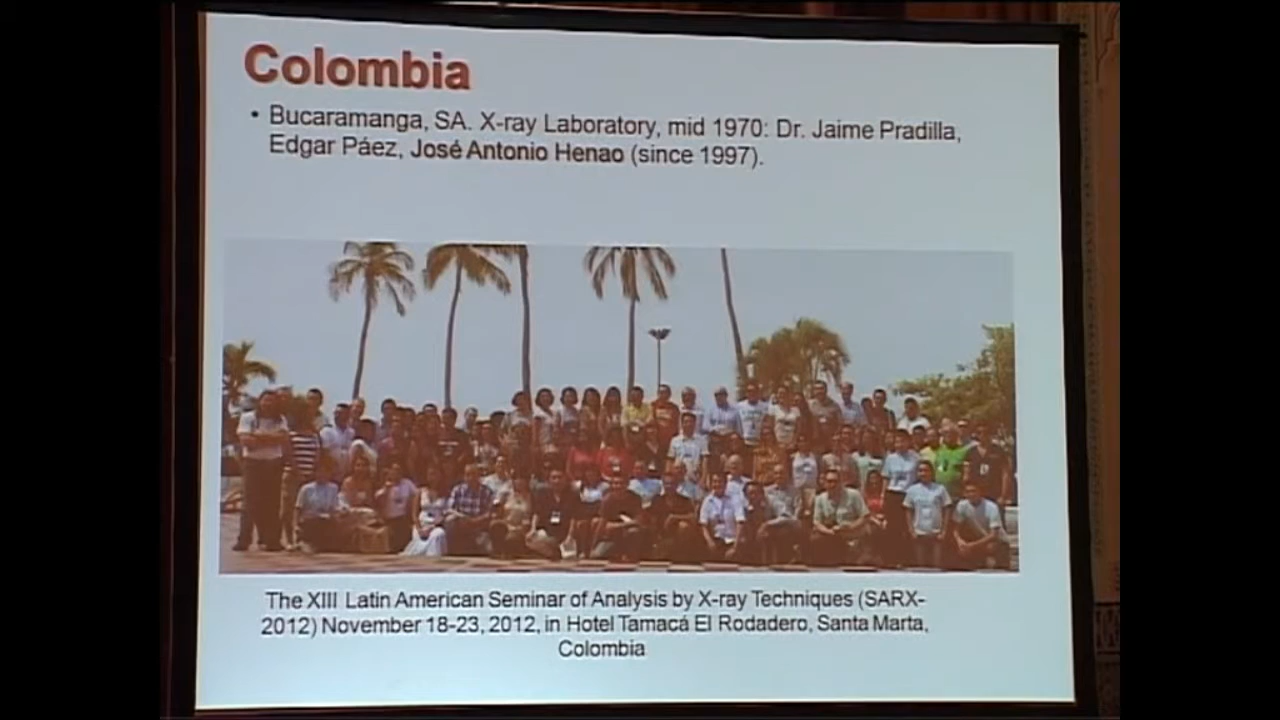 Colombia
• Bucaramanga, SA. X-ray Laboratory, mid 1970: Dr. Jaime Pradilla,
Edgar Páez, José Antonio Henao (since 1997).
The XIII Latin American Seminar of Analysis by X-ray Techniques (SARX-
2012) November 18-23, 2012, in Hotel Tamacá El Rodadero, Santa Marta,
Colombia